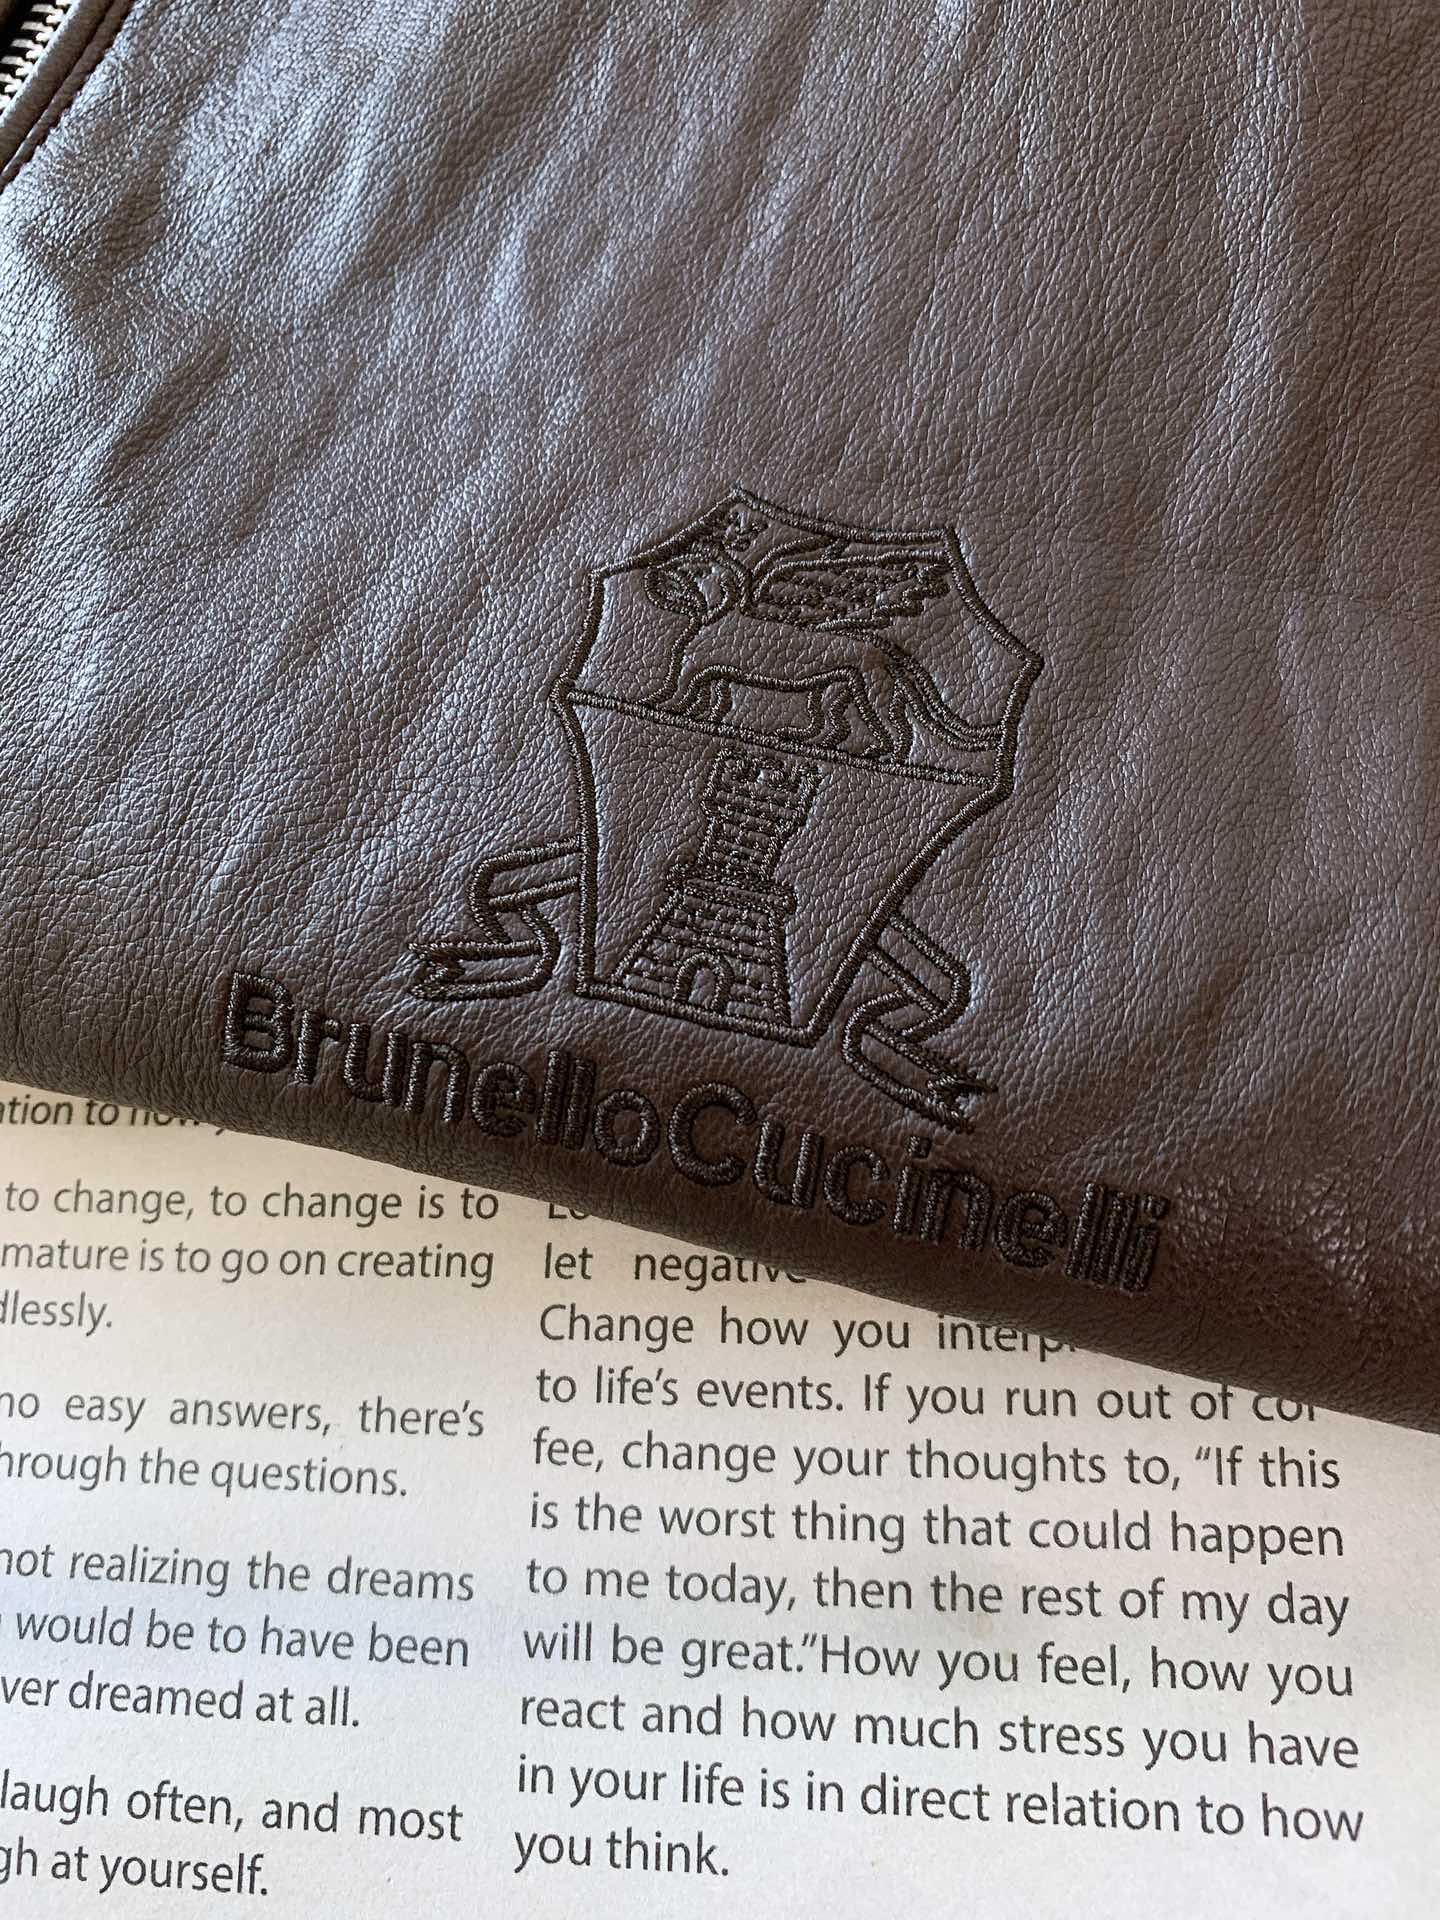 BrunelloCucinelli
to change, to change is to
mature is to go on creating
no easy answers, there's
through the questions.
not realizing the dreams
would be to have been
dreamed at all.
laugh often, and most
at yourself.
let
Change how you
to life's events. If you run out of
fee, change your thoughts to, “If this
is the worst thing that could happen
to me today, then the rest of my day
will be great.”How you feel, how you
react and how much stress you have
in your life is in direct relation to how
you think.